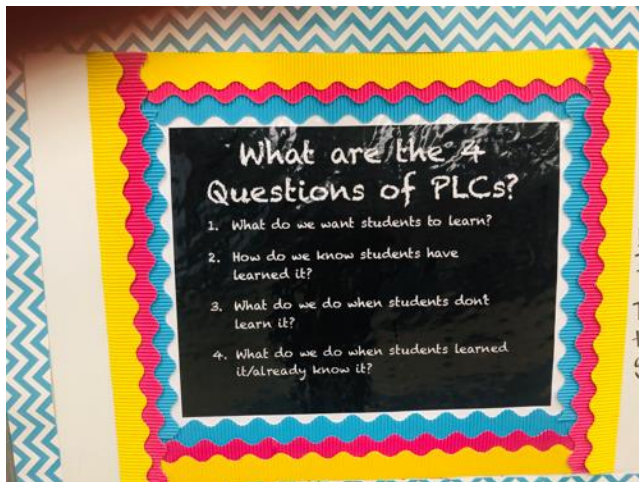 What are the 4
Questions of PLCs?
1. What do we want students to learn?
2. How do we know students have
learned it?
3. What do we do when students dont
learn it?
4. What do we do when students learned
it/already know it?